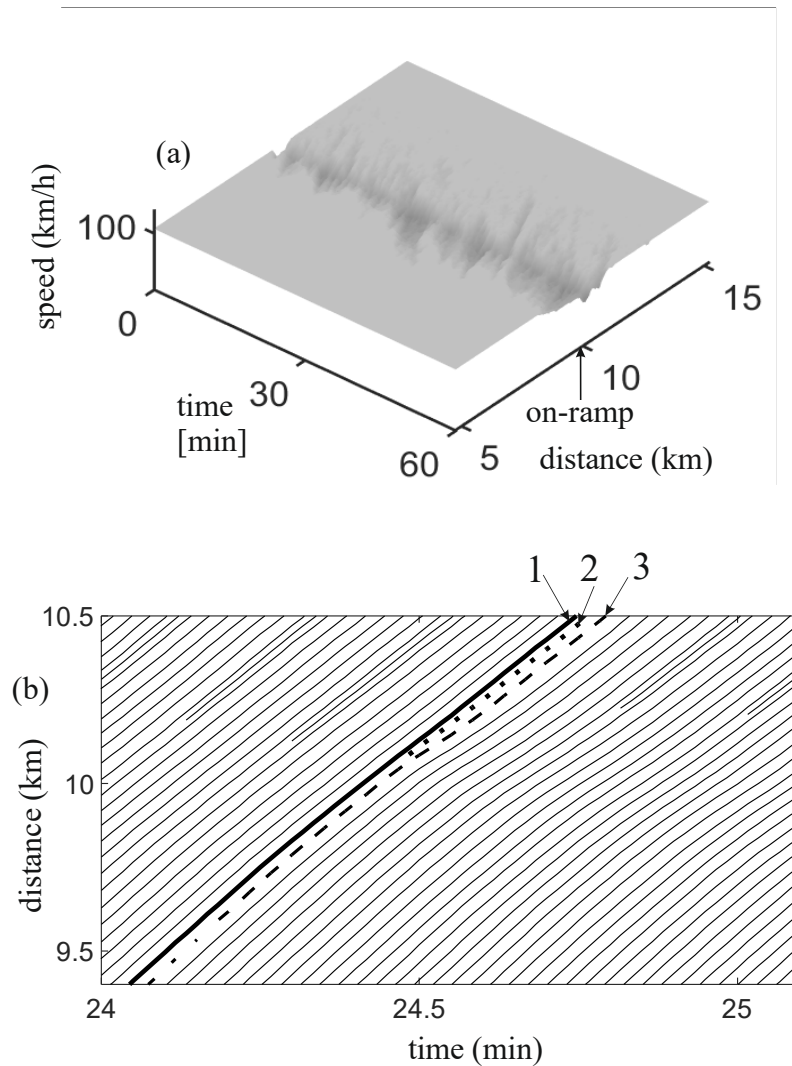 (a)
speed (km/h)
100
0
30
60
time
[min]
5
10
15
on-ramp
distance (km)
1 2 3
(b)
distance (km)
10.5
10
9.5
24 24.5 25
time (min)